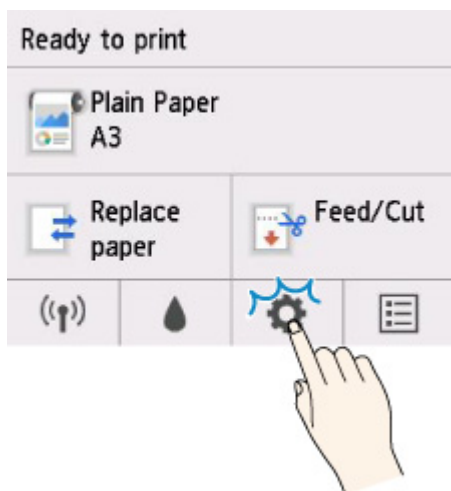 Ready to print
Plain Paper
A3
Replace
paper
Feed/Cut